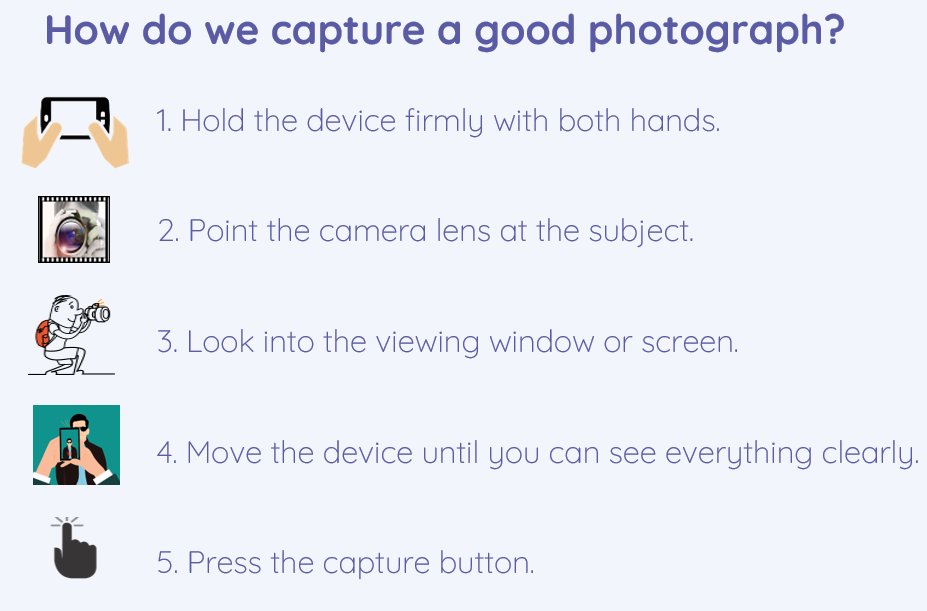 How do we capture a good photograph?
1. Hold the device firmly with both hands.
2. Point the camera lens at the subject.
3. Look into the viewing window or screen.
4. Move the device until you can see everything clearly.
5. Press the capture button.